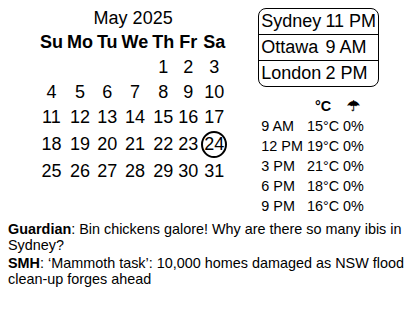 May 2025
Su Mo Tu We Th Fr Sa
1 2 3
4 5 6 7 8 9 10
11 12 13 14 15 16 17
18 19 20 21 22 23 24
25 26 27 28 29 30 31
Sydney 11 PM
Ottawa 9 AM
London 2 PM
°C ☂
9 AM 15°C 0%
12 PM 19°C 0%
3 PM 21°C 0%
6 PM 18°C 0%
9 PM 16°C 0%
Guardian: Bin chickens galore! Why are there so many ibis in
Sydney?
SMH: ‘Mammoth task’: 10,000 homes damaged as NSW flood
clean-up forges ahead